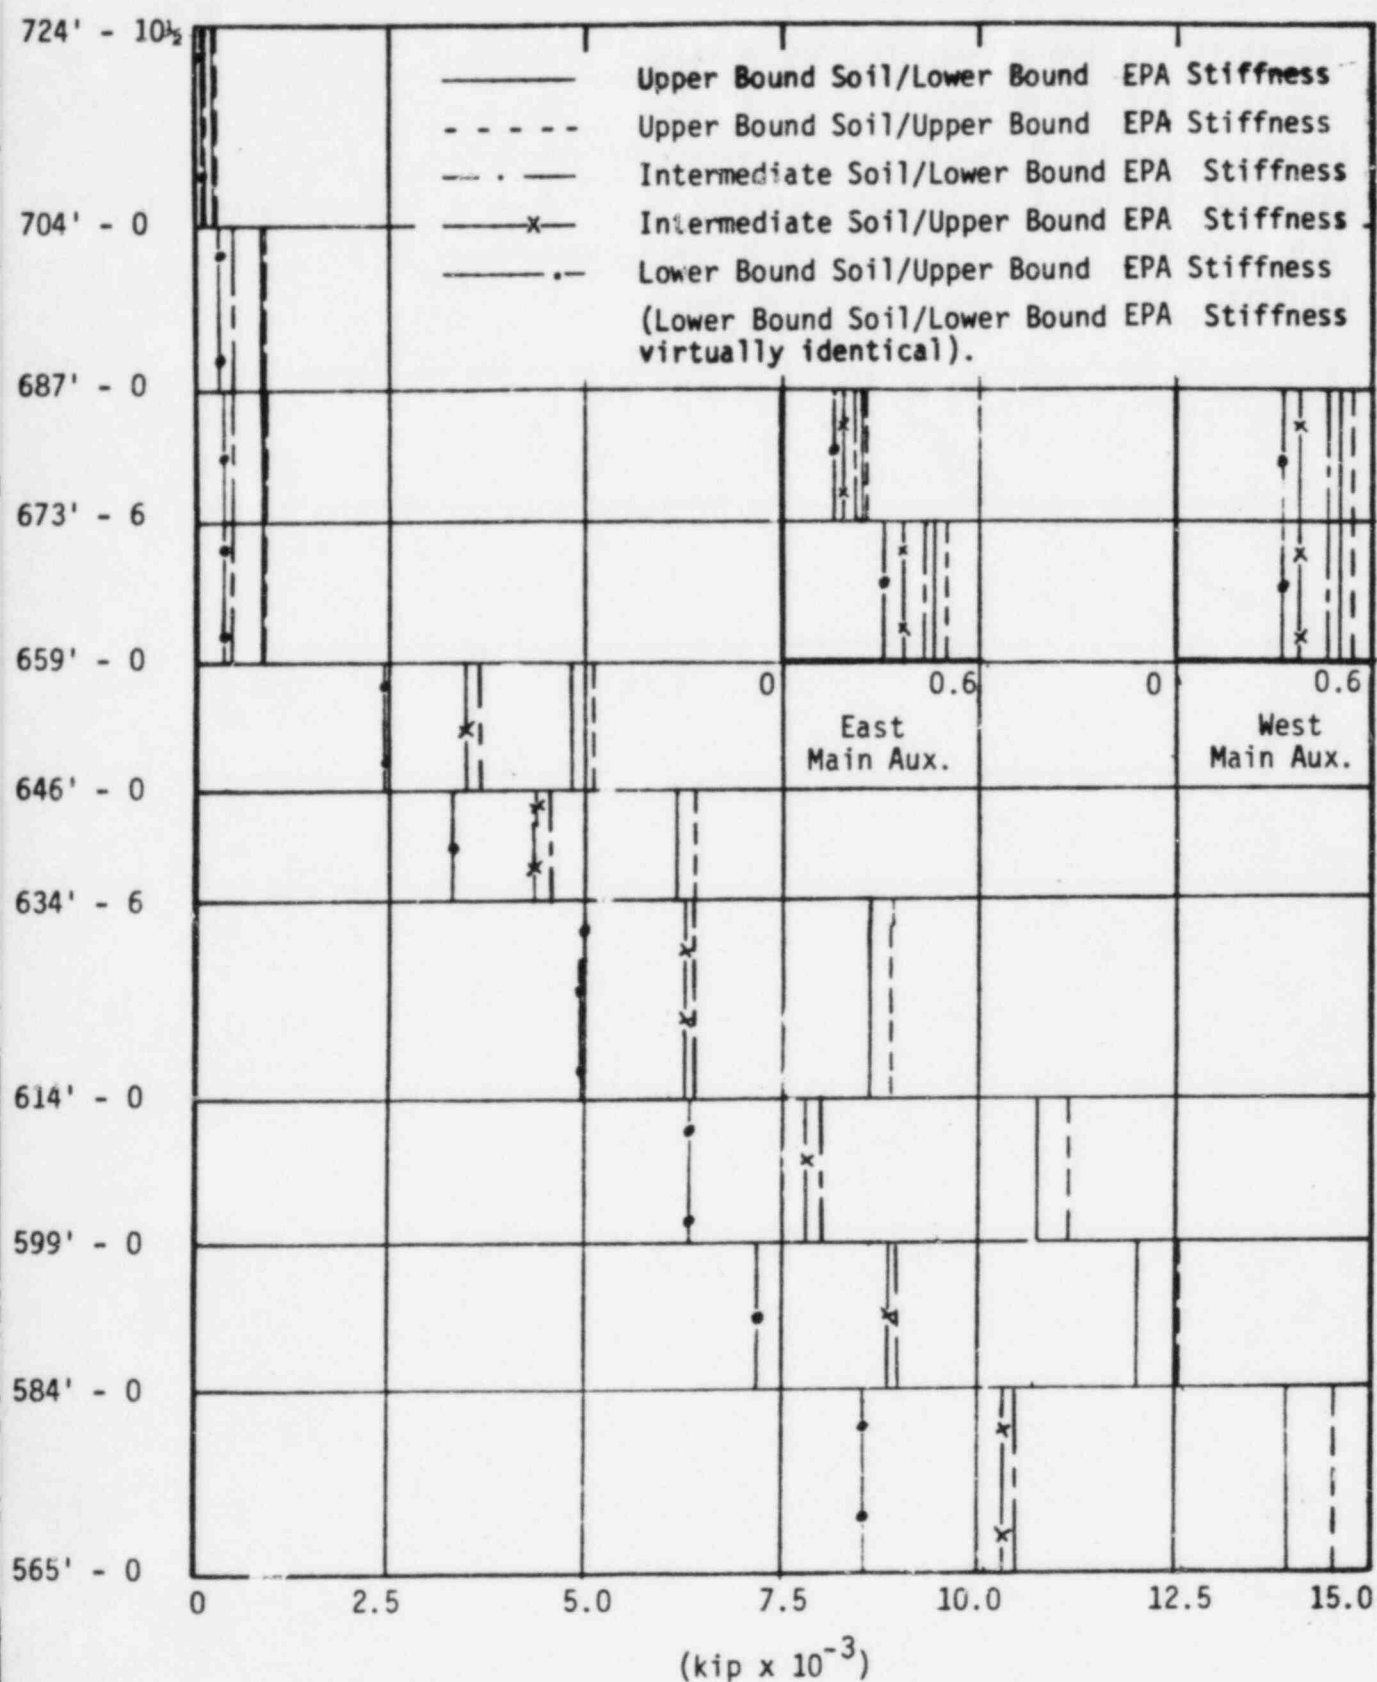 724' - 10½
Upper Bound Soil/Lower Bound EPA Stiffness
Upper Bound Soil/Upper Bound EPA Stiffness
Intermediate Soil/Lower Bound EPA Stiffness
704' - 0
Intermediate Soil/Upper Bound EPA Stiffness
Lower Bound Soil/Upper Bound EPA Stiffness
(Lower Bound Soil/Lower Bound EPA Stiffness
virtually identical).
687' - 0
673' - 6
659' - 0
0 0.6 0 0.6
East
Main Aux.
West
Main Aux.
646' - 0
634' - 6
614' - 0
599' - 0
584' - 0
565' - 0
0 2.5 5.0 7.5 10.0 12.5 15.0
(kip x 10⁻³)